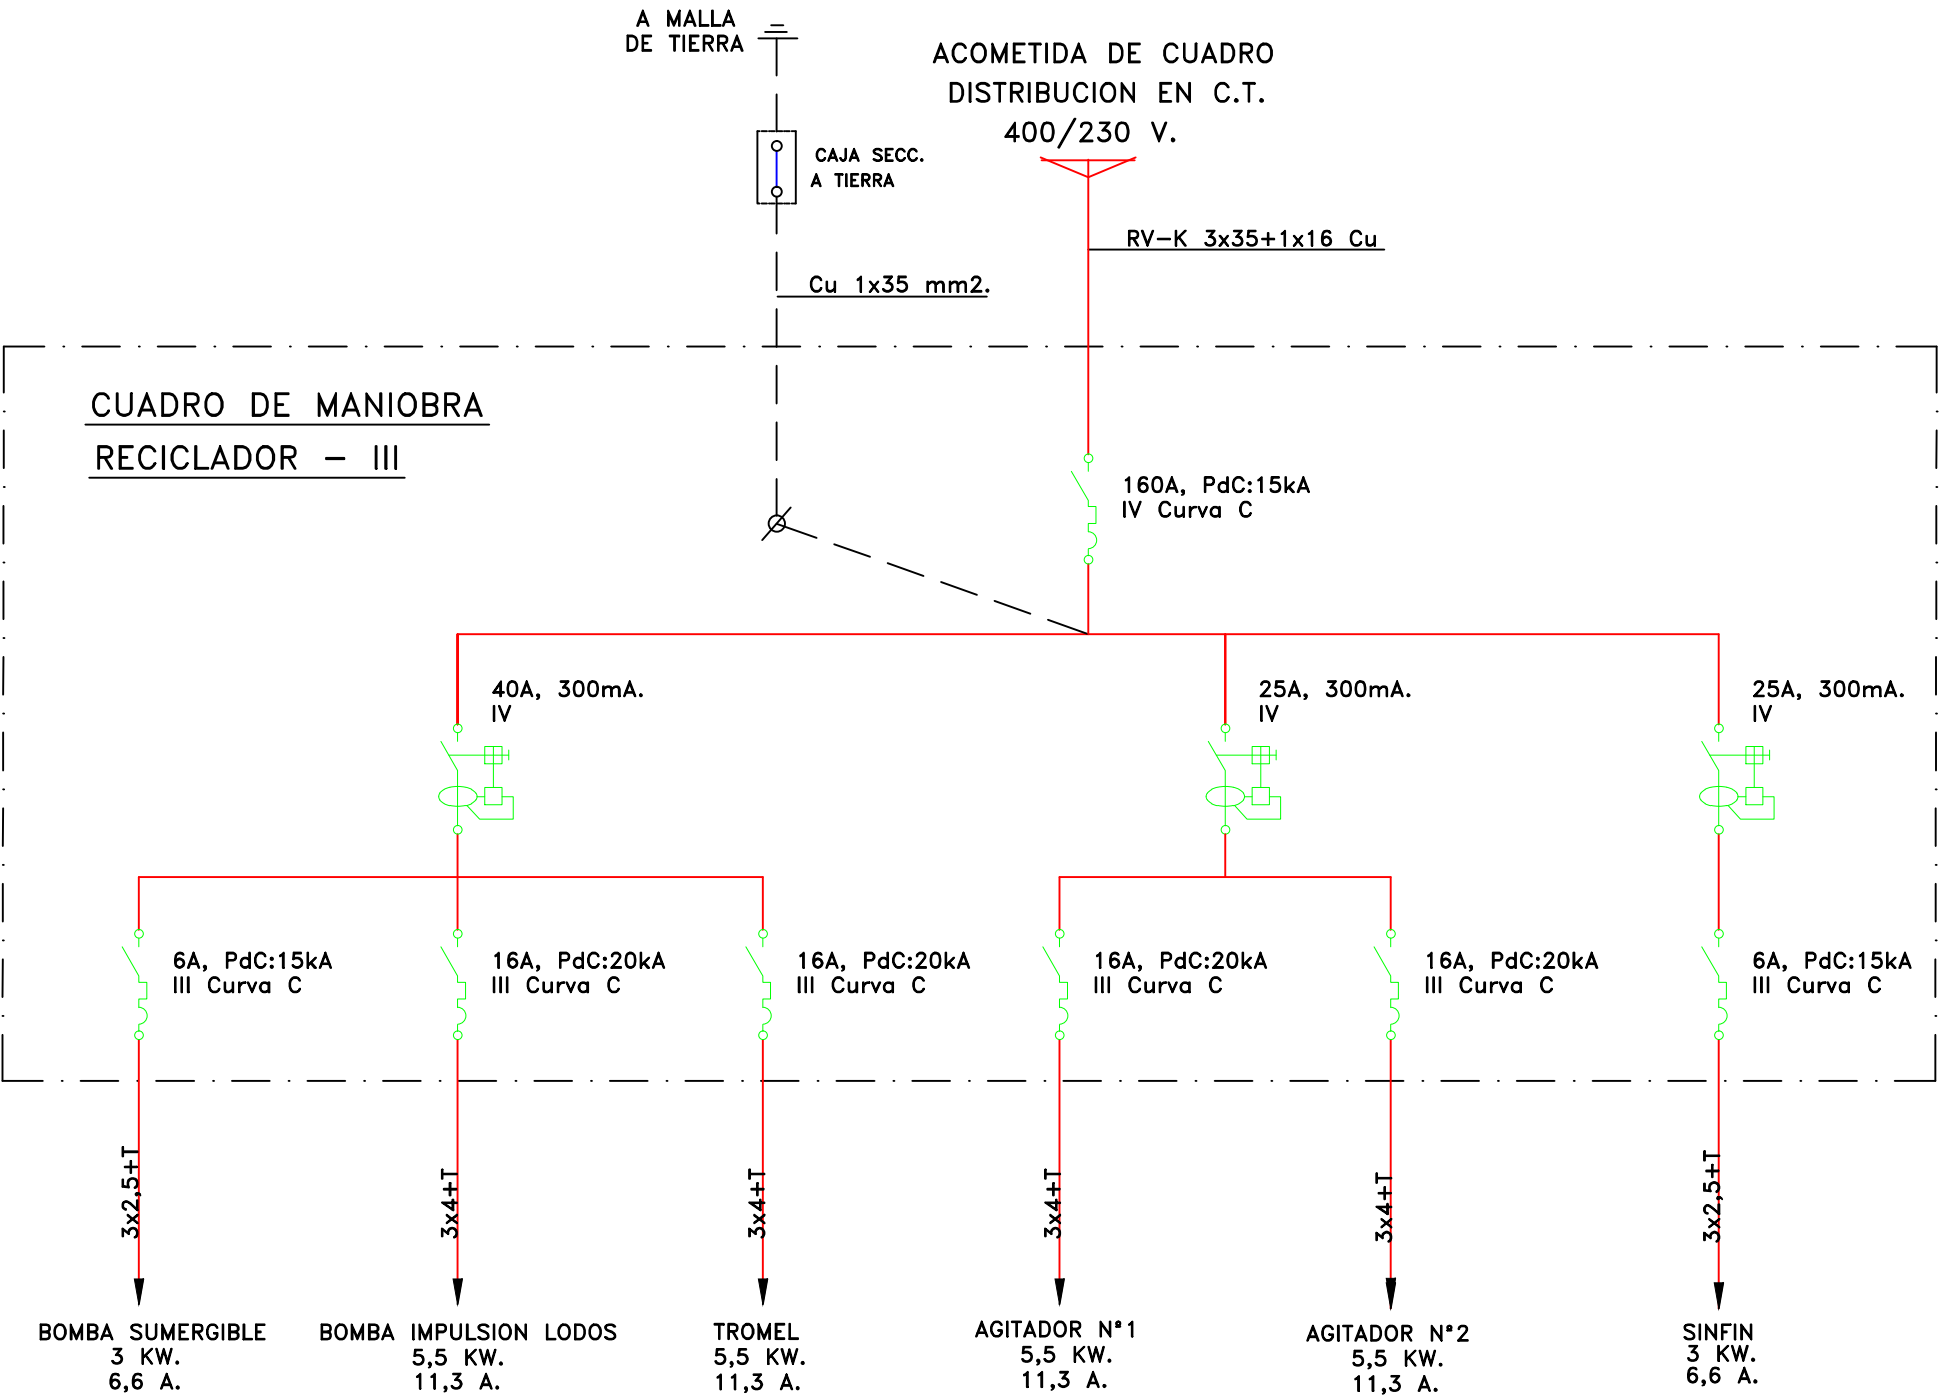 A MALLA
DE TIERRA
ACOMETIDA DE CUADRO
DISTRIBUCION EN C.T.
400/230 V.
CAJA SECC.
A TIERRA
RV-K 3x35+1x16 Cu
Cu 1x35 mm2.
CUADRO DE MANIOBRA
RECICLADOR - III
160A, PdC:15kA
IV Curva C
40A, 300mA.
IV
25A, 300mA.
IV
25A, 300mA.
IV
6A, PdC:15kA
III Curva C
16A, PdC:20kA
III Curva C
16A, PdC:20kA
III Curva C
16A, PdC:20kA
III Curva C
16A, PdC:20kA
III Curva C
6A, PdC:15kA
III Curva C
3x2,5+T
3x4+T
3x4+T
3x4+T
3x4+T
3x2,5+T
BOMBA SUMERGIBLE
3 KW.
6,6 A.
BOMBA IMPULSION LODOS
5,5 KW.
11,3 A.
TROMEL
5,5 KW.
11,3 A.
AGITADOR Nº1
5,5 KW.
11,3 A.
AGITADOR Nº2
5,5 KW.
11,3 A.
SINFIN
3 KW.
6,6 A.